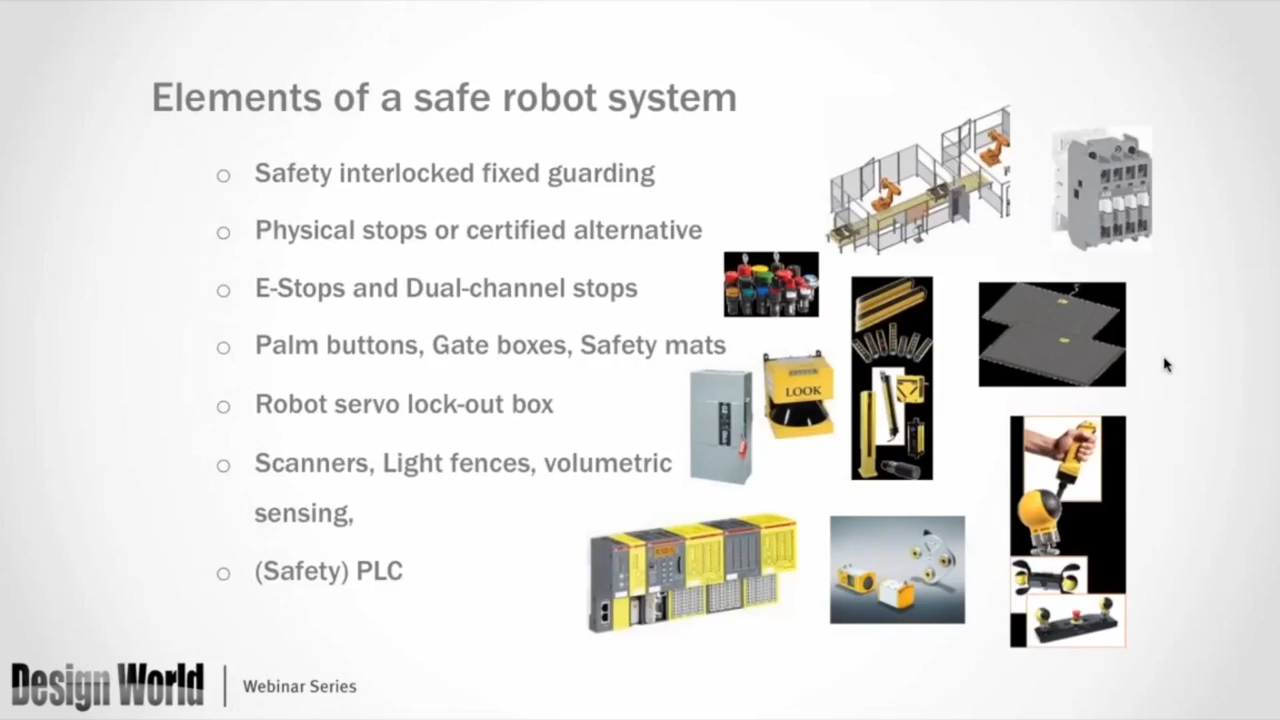 Elements of a safe robot system
Safety interlocked fixed guarding
Physical stops or certified alternative
E-Stops and Dual-channel stops
Palm buttons, Gate boxes, Safety mats
Robot servo lock-out box
Scanners, Light fences, volumetric
sensing,
(Safety) PLC
LOOK
Design World
Webinar Series